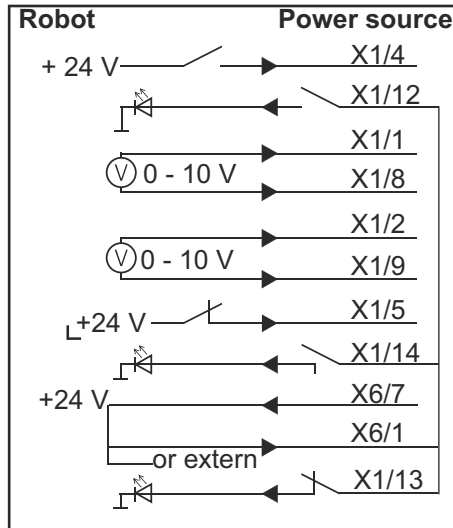 Robot Power source
+ 24 V X1/4
X1/12
X1/1
V 0 - 10 V X1/8
X1/2
V 0 - 10 V X1/9
+24 V X1/5
X1/14
+24 V X6/7
X6/1
or extern
X1/13